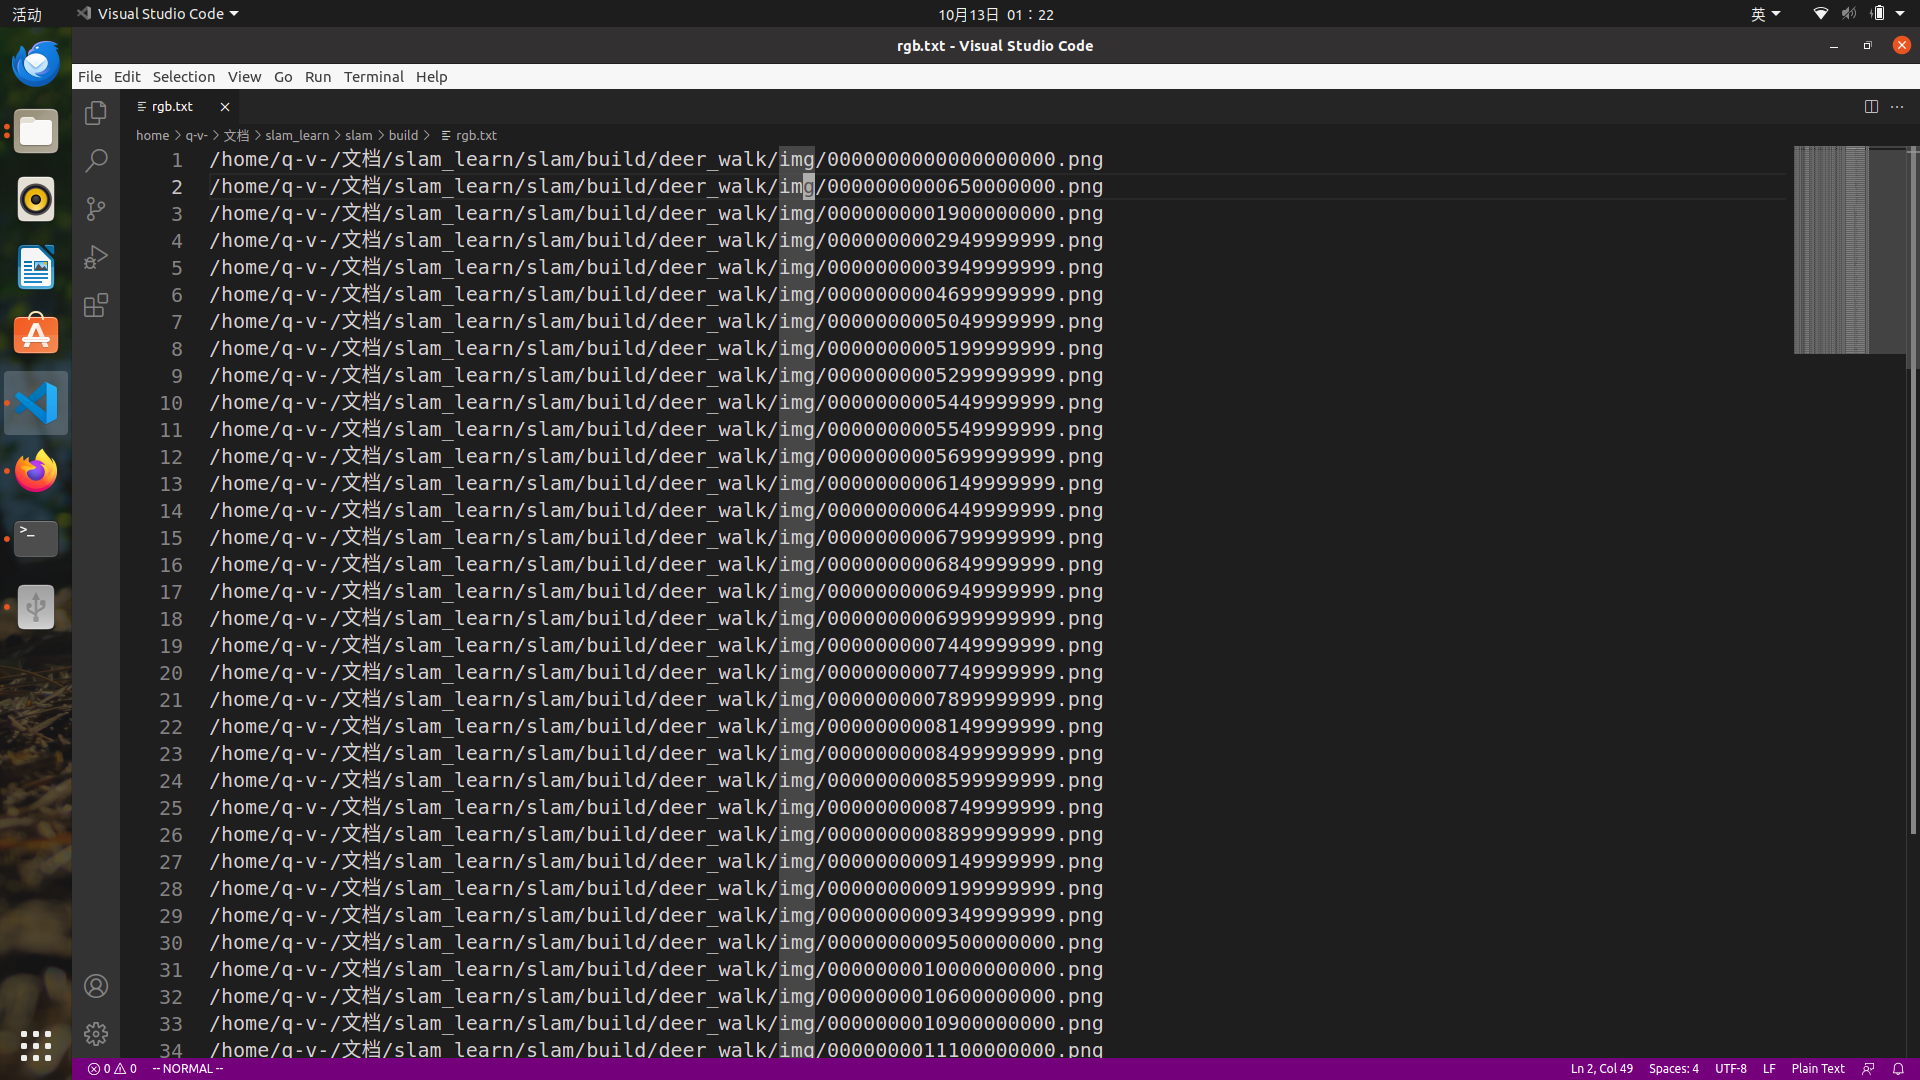 活动 Visual Studio Code 10月13日 01：22 英
rgb.txt - Visual Studio Code
File Edit Selection View Go Run Terminal Help
rgb.txt
home > q-v- > 文档 > slam_learn > slam > build > rgb.txt
1 /home/q-v-/文档/slam_learn/slam/build/deer_walk/img/0000000000000000000.png
2 /home/q-v-/文档/slam_learn/slam/build/deer_walk/img/0000000000650000000.png
3 /home/q-v-/文档/slam_learn/slam/build/deer_walk/img/0000000001900000000.png
4 /home/q-v-/文档/slam_learn/slam/build/deer_walk/img/0000000002949999999.png
5 /home/q-v-/文档/slam_learn/slam/build/deer_walk/img/0000000003949999999.png
6 /home/q-v-/文档/slam_learn/slam/build/deer_walk/img/0000000004699999999.png
7 /home/q-v-/文档/slam_learn/slam/build/deer_walk/img/0000000005049999999.png
8 /home/q-v-/文档/slam_learn/slam/build/deer_walk/img/0000000005199999999.png
9 /home/q-v-/文档/slam_learn/slam/build/deer_walk/img/0000000005299999999.png
10 /home/q-v-/文档/slam_learn/slam/build/deer_walk/img/0000000005449999999.png
11 /home/q-v-/文档/slam_learn/slam/build/deer_walk/img/0000000005549999999.png
12 /home/q-v-/文档/slam_learn/slam/build/deer_walk/img/0000000005699999999.png
13 /home/q-v-/文档/slam_learn/slam/build/deer_walk/img/0000000006149999999.png
14 /home/q-v-/文档/slam_learn/slam/build/deer_walk/img/0000000006449999999.png
15 /home/q-v-/文档/slam_learn/slam/build/deer_walk/img/0000000006799999999.png
16 /home/q-v-/文档/slam_learn/slam/build/deer_walk/img/0000000006849999999.png
17 /home/q-v-/文档/slam_learn/slam/build/deer_walk/img/0000000006949999999.png
18 /home/q-v-/文档/slam_learn/slam/build/deer_walk/img/0000000006999999999.png
19 /home/q-v-/文档/slam_learn/slam/build/deer_walk/img/0000000007449999999.png
20 /home/q-v-/文档/slam_learn/slam/build/deer_walk/img/0000000007749999999.png
21 /home/q-v-/文档/slam_learn/slam/build/deer_walk/img/0000000007899999999.png
22 /home/q-v-/文档/slam_learn/slam/build/deer_walk/img/0000000008149999999.png
23 /home/q-v-/文档/slam_learn/slam/build/deer_walk/img/0000000008499999999.png
24 /home/q-v-/文档/slam_learn/slam/build/deer_walk/img/0000000008599999999.png
25 /home/q-v-/文档/slam_learn/slam/build/deer_walk/img/0000000008749999999.png
26 /home/q-v-/文档/slam_learn/slam/build/deer_walk/img/0000000008899999999.png
27 /home/q-v-/文档/slam_learn/slam/build/deer_walk/img/0000000009149999999.png
28 /home/q-v-/文档/slam_learn/slam/build/deer_walk/img/0000000009199999999.png
29 /home/q-v-/文档/slam_learn/slam/build/deer_walk/img/0000000009349999999.png
30 /home/q-v-/文档/slam_learn/slam/build/deer_walk/img/0000000009500000000.png
31 /home/q-v-/文档/slam_learn/slam/build/deer_walk/img/0000000010000000000.png
32 /home/q-v-/文档/slam_learn/slam/build/deer_walk/img/0000000010600000000.png
33 /home/q-v-/文档/slam_learn/slam/build/deer_walk/img/0000000010900000000.png
34 /home/q-v-/文档/slam_learn/slam/build/deer_walk/img/0000000011100000000.png
0 0 -- NORMAL -- Ln 2, Col 49 Spaces: 4 UTF-8 LF Plain Text